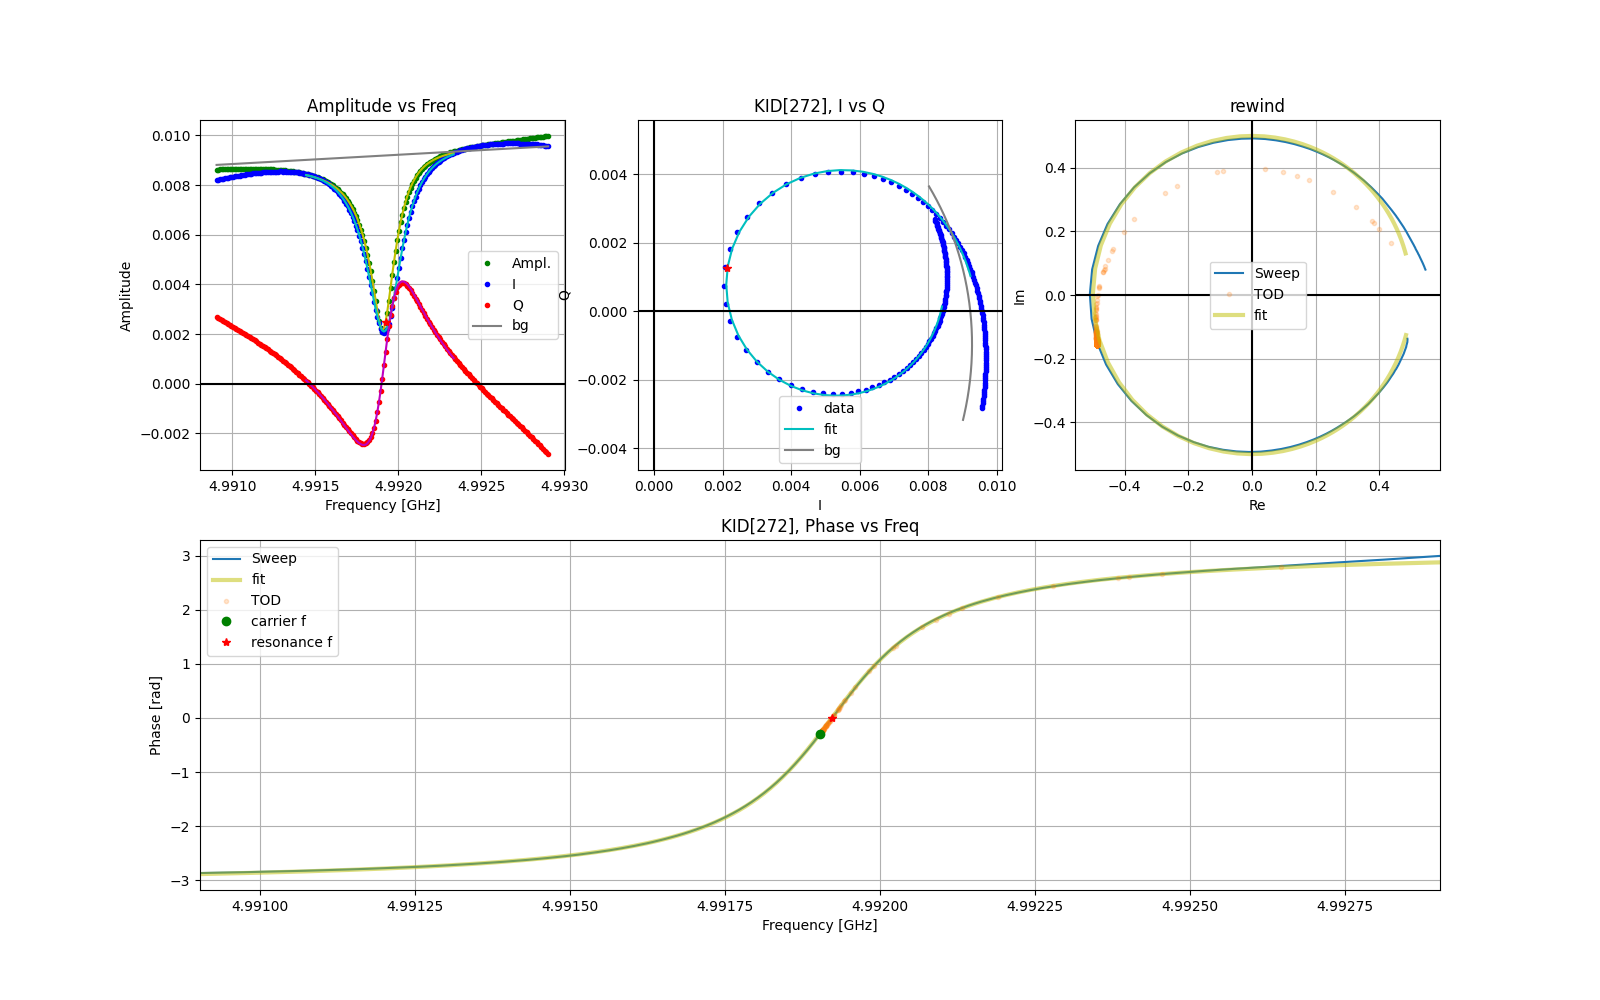 Amplitude vs Freq
Amplitude
0.010
0.008
0.006
0.004
0.002
0.000
−0.002
4.9910
4.9915
4.9920
4.9925
4.9930
Frequency [GHz]
Ampl.
I
Q
bg
KID[272], I vs Q
Q
0.004
0.002
0.000
−0.002
−0.004
0.000
0.002
0.004
0.006
0.008
0.010
I
data
fit
bg
rewind
Im
0.4
0.2
0.0
−0.2
−0.4
−0.4
−0.2
0.0
0.2
0.4
Re
Sweep
TOD
fit
KID[272], Phase vs Freq
Phase [rad]
3
2
1
0
−1
−2
−3
4.99100
4.99125
4.99150
4.99175
4.99200
4.99225
4.99250
4.99275
Frequency [GHz]
Sweep
fit
TOD
carrier f
resonance f